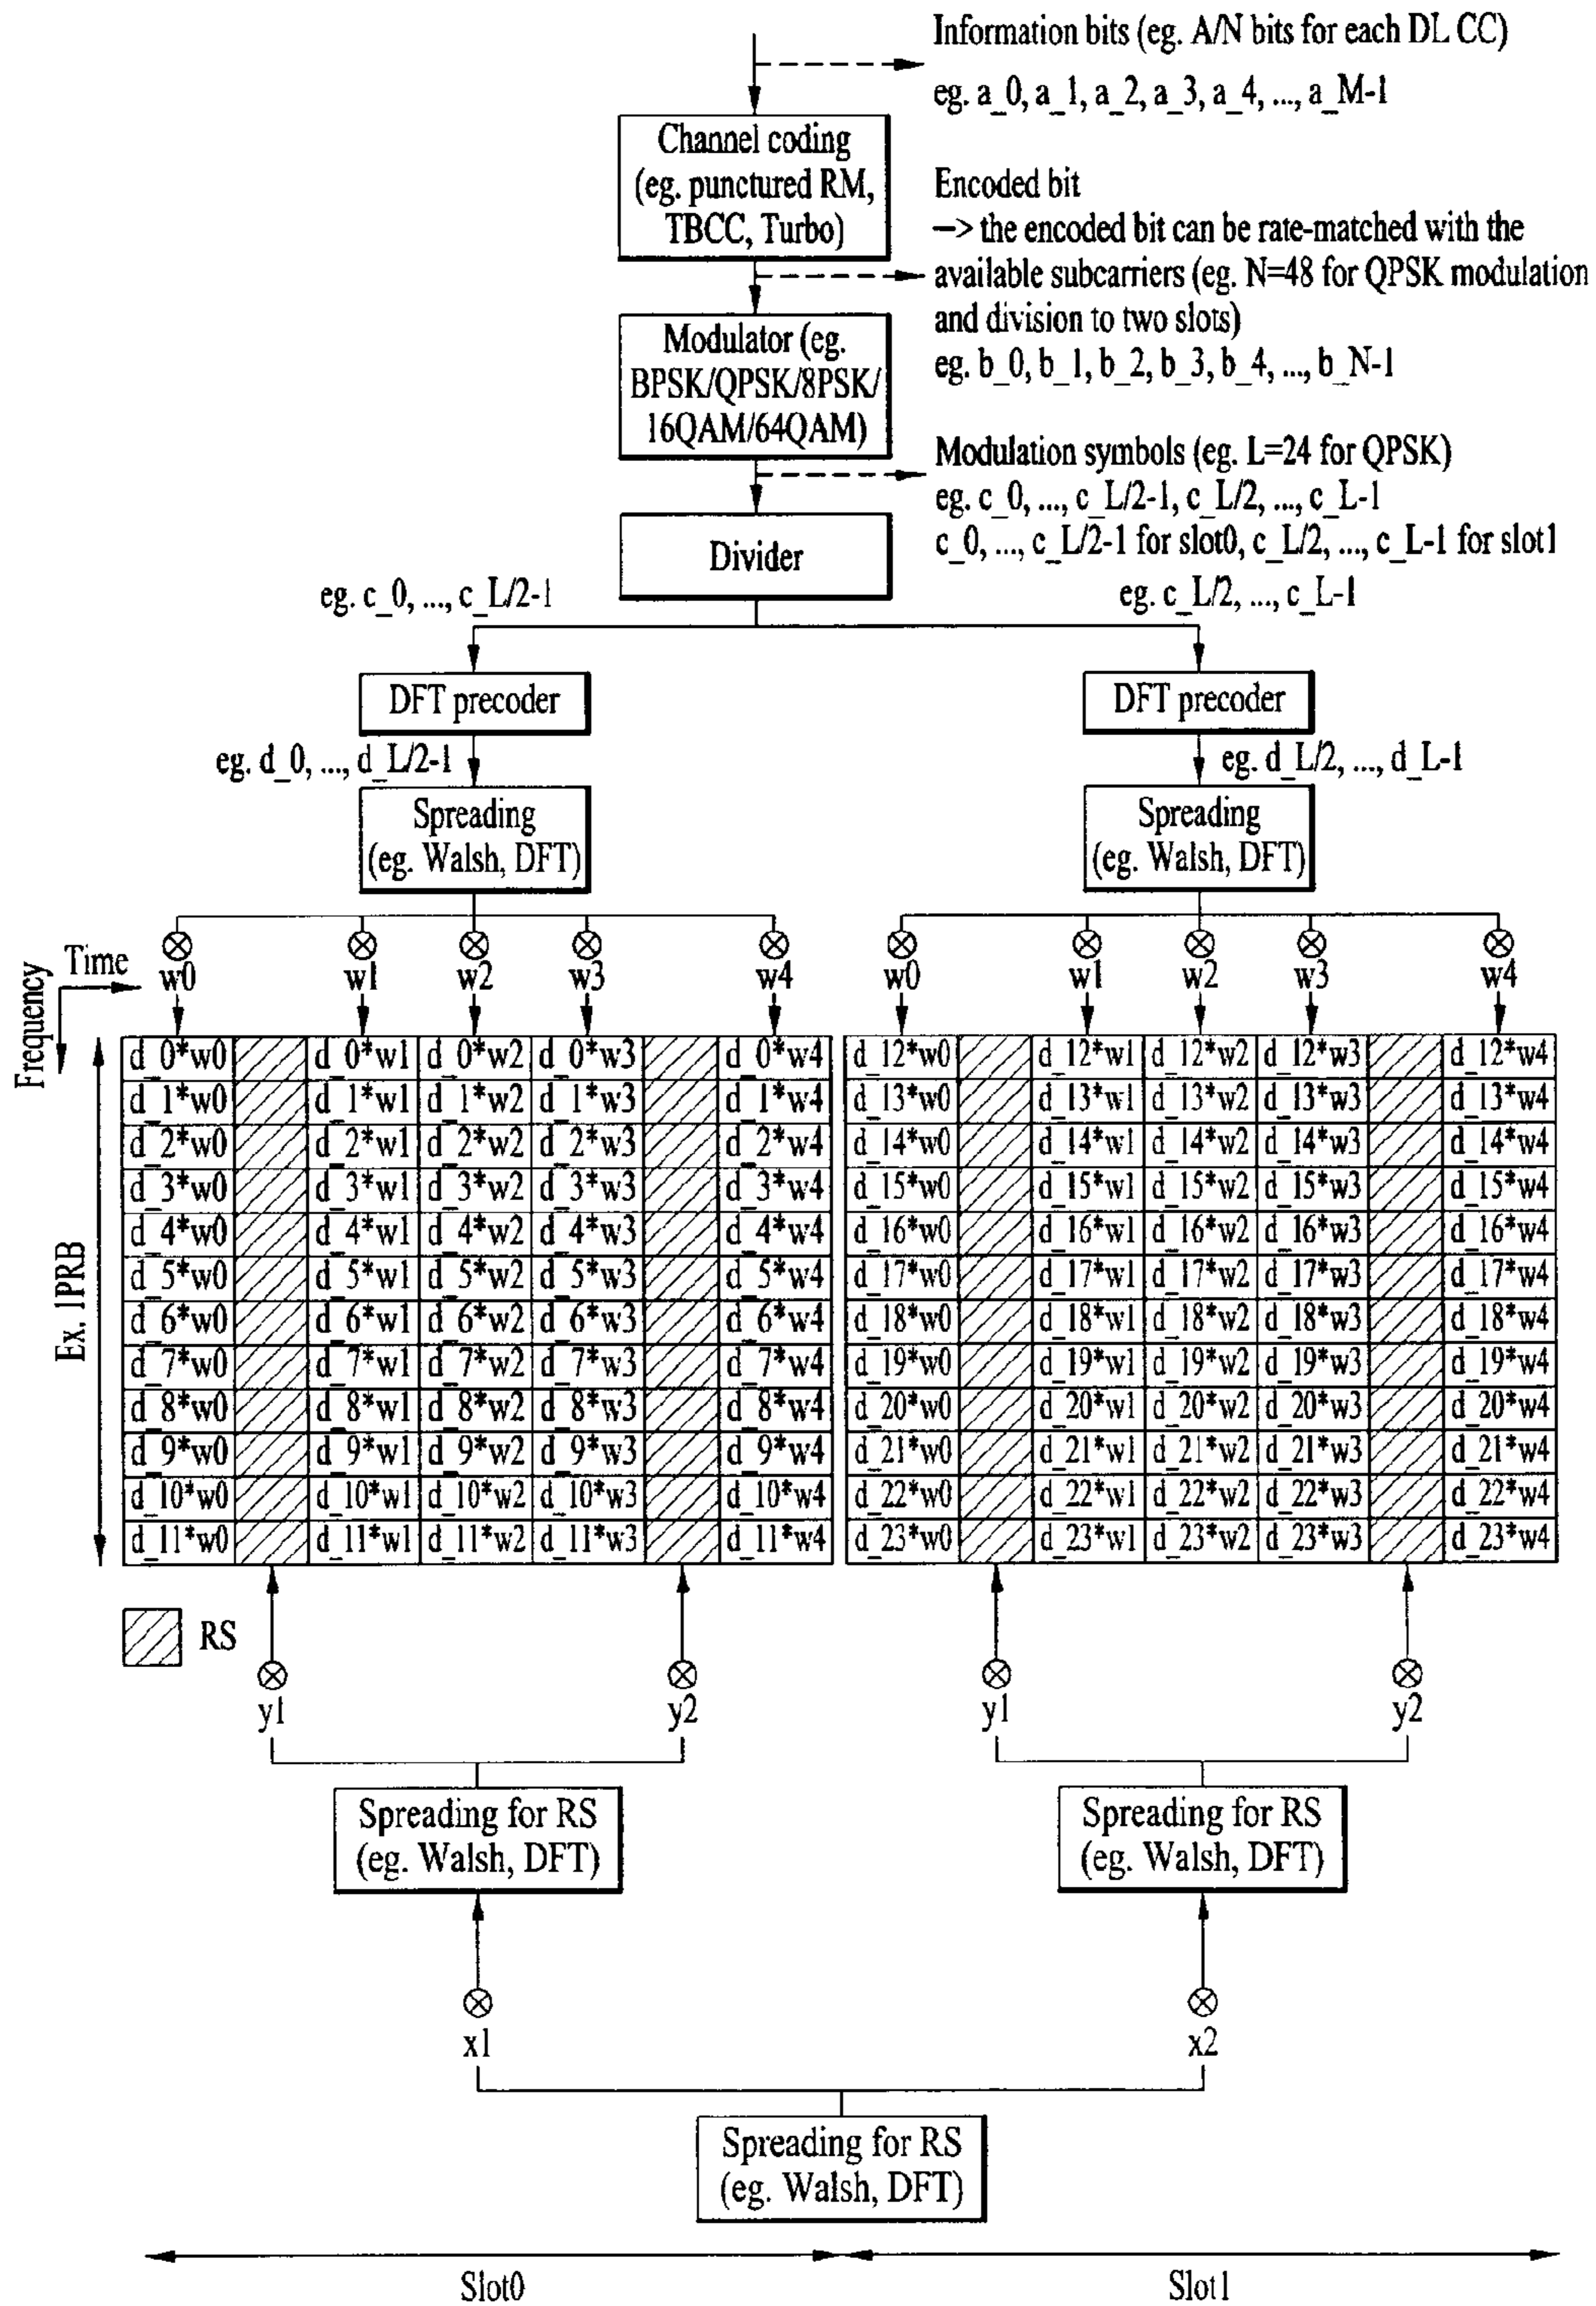 Information bits (eg. A/N bits for each DL CC)
eg. a_0, a_1, a_2, a_3, a_4, ..., a_M-1
Channel coding
(eg. punctured RM,
TBCC, Turbo)
Encoded bit
—> the encoded bit can be rate-matched with the
available subcarriers (eg. N=48 for QPSK modulation
and division to two slots)
eg. b_0, b_1, b_2, b_3, b_4, ..., b_N-1
Modulator (eg.
BPSK/QPSK/8PSK/
16QAM/64QAM)
Modulation symbols (eg. L=24 for QPSK)
eg. c_0, ..., c_L/2-1, c_L/2, ..., c_L-1
c_0, ..., c_L/2-1 for slot0, c_L/2, ..., c_L-1 for slot1
Divider
eg. c_0, ..., c_L/2-1
eg. c_L/2, ..., c_L-1
DFT precoder
DFT precoder
eg. d_0, ..., d_L/2-1
eg. d_L/2, ..., d_L-1
Spreading
(eg. Walsh, DFT)
Spreading
(eg. Walsh, DFT)
Time
Frequency
w0 w1 w2 w3 w4 w0 w1 w2 w3 w4
d_0*w0 d_0*w1 d_0*w2 d_0*w3 d_0*w4 d_12*w0 d_12*w1 d_12*w2 d_12*w3 d_12*w4
d_1*w0 d_1*w1 d_1*w2 d_1*w3 d_1*w4 d_13*w0 d_13*w1 d_13*w2 d_13*w3 d_13*w4
d_2*w0 d_2*w1 d_2*w2 d_2*w3 d_2*w4 d_14*w0 d_14*w1 d_14*w2 d_14*w3 d_14*w4
d_3*w0 d_3*w1 d_3*w2 d_3*w3 d_3*w4 d_15*w0 d_15*w1 d_15*w2 d_15*w3 d_15*w4
d_4*w0 d_4*w1 d_4*w2 d_4*w3 d_4*w4 d_16*w0 d_16*w1 d_16*w2 d_16*w3 d_16*w4
d_5*w0 d_5*w1 d_5*w2 d_5*w3 d_5*w4 d_17*w0 d_17*w1 d_17*w2 d_17*w3 d_17*w4
d_6*w0 d_6*w1 d_6*w2 d_6*w3 d_6*w4 d_18*w0 d_18*w1 d_18*w2 d_18*w3 d_18*w4
d_7*w0 d_7*w1 d_7*w2 d_7*w3 d_7*w4 d_19*w0 d_19*w1 d_19*w2 d_19*w3 d_19*w4
d_8*w0 d_8*w1 d_8*w2 d_8*w3 d_8*w4 d_20*w0 d_20*w1 d_20*w2 d_20*w3 d_20*w4
d_9*w0 d_9*w1 d_9*w2 d_9*w3 d_9*w4 d_21*w0 d_21*w1 d_21*w2 d_21*w3 d_21*w4
d_10*w0 d_10*w1 d_10*w2 d_10*w3 d_10*w4 d_22*w0 d_22*w1 d_22*w2 d_22*w3 d_22*w4
d_11*w0 d_11*w1 d_11*w2 d_11*w3 d_11*w4 d_23*w0 d_23*w1 d_23*w2 d_23*w3 d_23*w4
Ex. 1PRB
RS
y1 y2 y1 y2
Spreading for RS
(eg. Walsh, DFT)
Spreading for RS
(eg. Walsh, DFT)
x1 x2
Spreading for RS
(eg. Walsh, DFT)
Slot0 Slot1